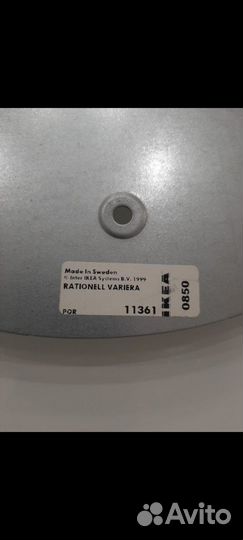 Made In Sweden
© Inter IKEA Systems B.V. 1999
RATIONELL VARIERA
POR 11361
IKEA
0850
Avito